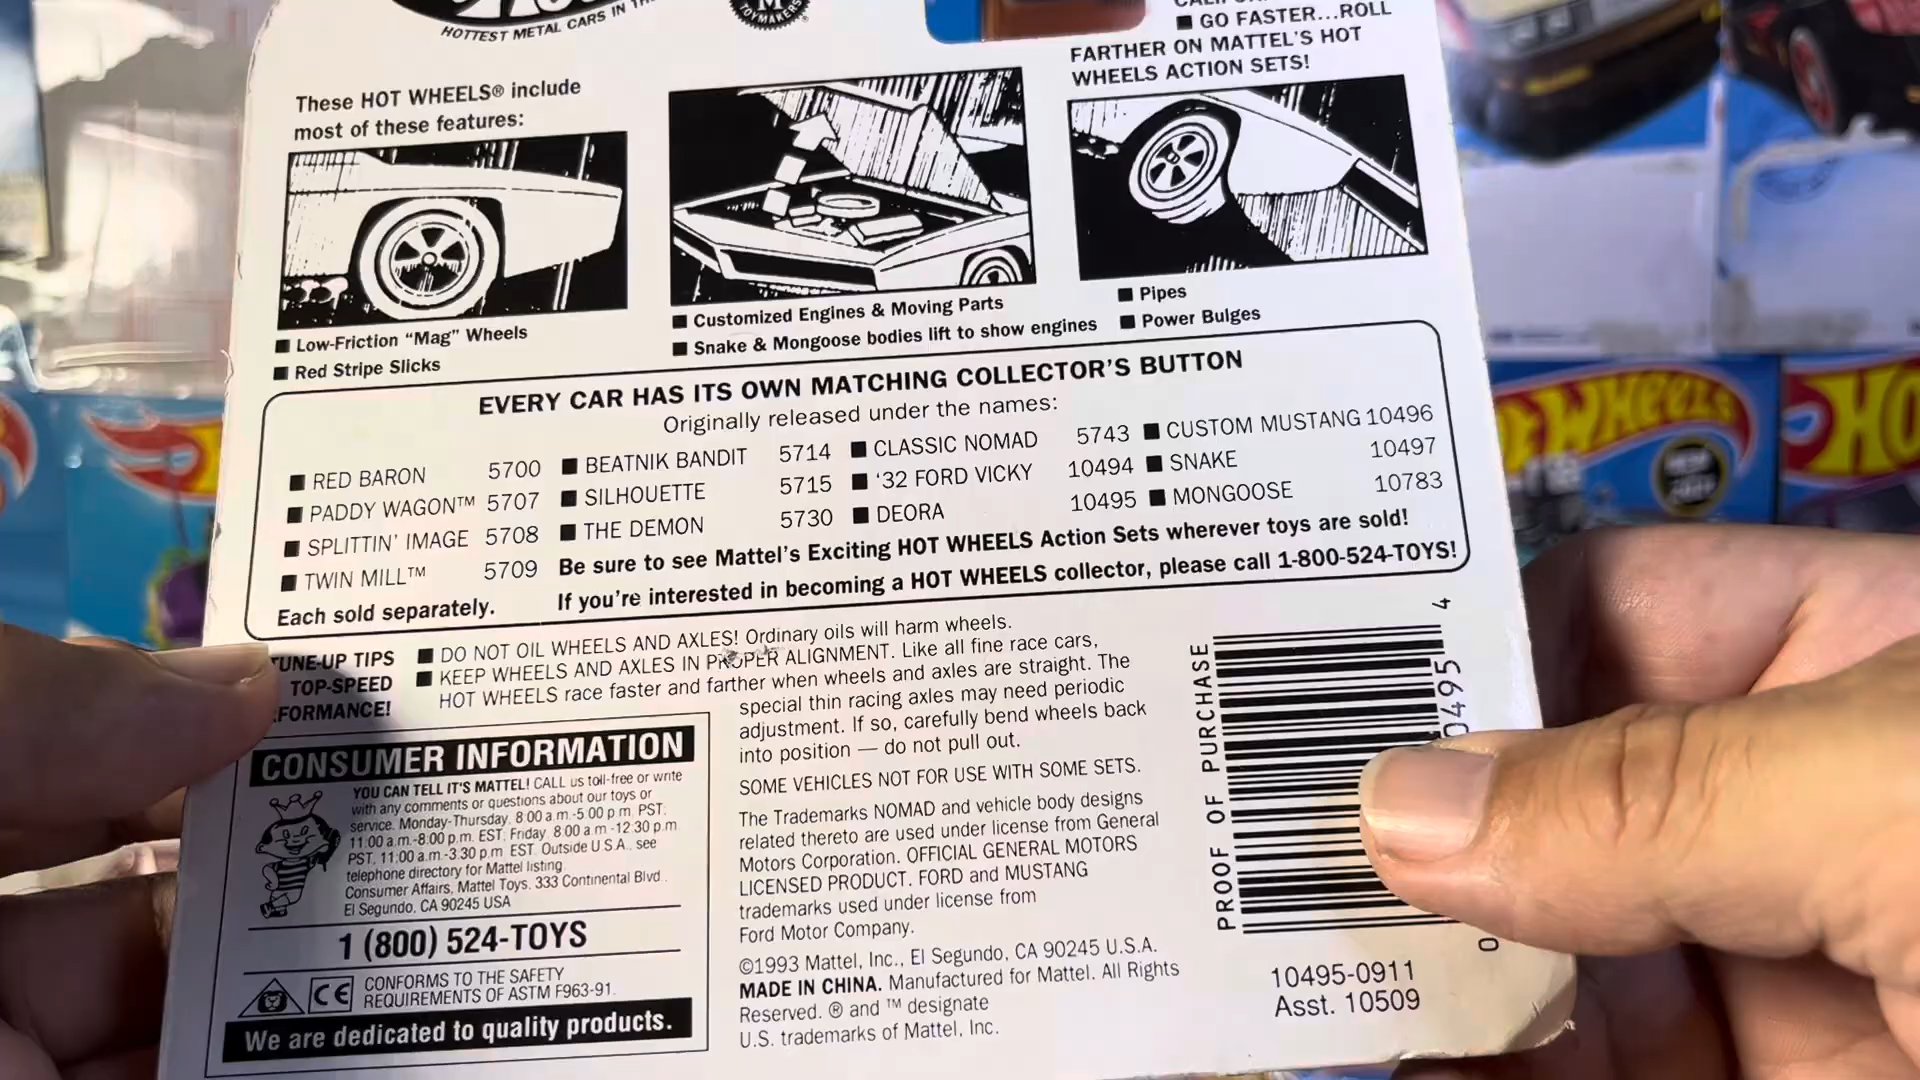 HOTTEST METAL CARS IN
TOYMAKERS
GO FASTER...ROLL
FARTHER ON MATTEL'S HOT
WHEELS ACTION SETS!
These HOT WHEELS® include
most of these features:
■ Low-Friction “Mag” Wheels
■ Red Stripe Slicks
■ Customized Engines & Moving Parts
■ Snake & Mongoose bodies lift to show engines
■ Pipes
■ Power Bulges
EVERY CAR HAS ITS OWN MATCHING COLLECTOR'S BUTTON
Originally released under the names:
■ RED BARON 5700 ■ BEATNIK BANDIT 5714 ■ CLASSIC NOMAD 5743 ■ CUSTOM MUSTANG 10496
■ PADDY WAGON™ 5707 ■ SILHOUETTE 5715 ■ '32 FORD VICKY 10494 ■ SNAKE 10497
■ SPLITTIN' IMAGE 5708 ■ THE DEMON 5730 ■ DEORA 10495 ■ MONGOOSE 10783
■ TWIN MILL™ 5709
Be sure to see Mattel's Exciting HOT WHEELS Action Sets wherever toys are sold!
Each sold separately.
If you're interested in becoming a HOT WHEELS collector, please call 1-800-524-TOYS!
TUNE-UP TIPS
TOP-SPEED
FORMANCE!
■ DO NOT OIL WHEELS AND AXLES! Ordinary oils will harm wheels.
■ KEEP WHEELS AND AXLES IN PROPER ALIGNMENT. Like all fine race cars,
HOT WHEELS race faster and farther when wheels and axles are straight. The
special thin racing axles may need periodic
adjustment. If so, carefully bend wheels back
into position — do not pull out.
SOME VEHICLES NOT FOR USE WITH SOME SETS.
The Trademarks NOMAD and vehicle body designs
related thereto are used under license from General
Motors Corporation. OFFICIAL GENERAL MOTORS
LICENSED PRODUCT. FORD and MUSTANG
trademarks used under license from
Ford Motor Company.
©1993 Mattel, Inc., El Segundo, CA 90245 U.S.A.
MADE IN CHINA. Manufactured for Mattel. All Rights
Reserved. ® and ™ designate
U.S. trademarks of Mattel, Inc.
CONSUMER INFORMATION
YOU CAN TELL IT'S MATTEL! CALL us toll-free or write
with any comments or questions about our toys or
service. Monday-Thursday, 8:00 a.m.-5:00 p.m. PST;
11:00 a.m.-8:00 p.m. EST; Friday, 8:00 a.m.-12:30 p.m.
PST, 11:00 a.m.-3:30 p.m. EST. Outside U.S.A., see
telephone directory for Mattel listing.
Consumer Affairs, Mattel Toys, 333 Continental Blvd.,
El Segundo, CA 90245 USA
1 (800) 524-TOYS
CE
CONFORMS TO THE SAFETY
REQUIREMENTS OF ASTM F963-91.
We are dedicated to quality products.
PROOF OF PURCHASE
4
0495
0
10495-0911
Asst. 10509
WHEELS
HO